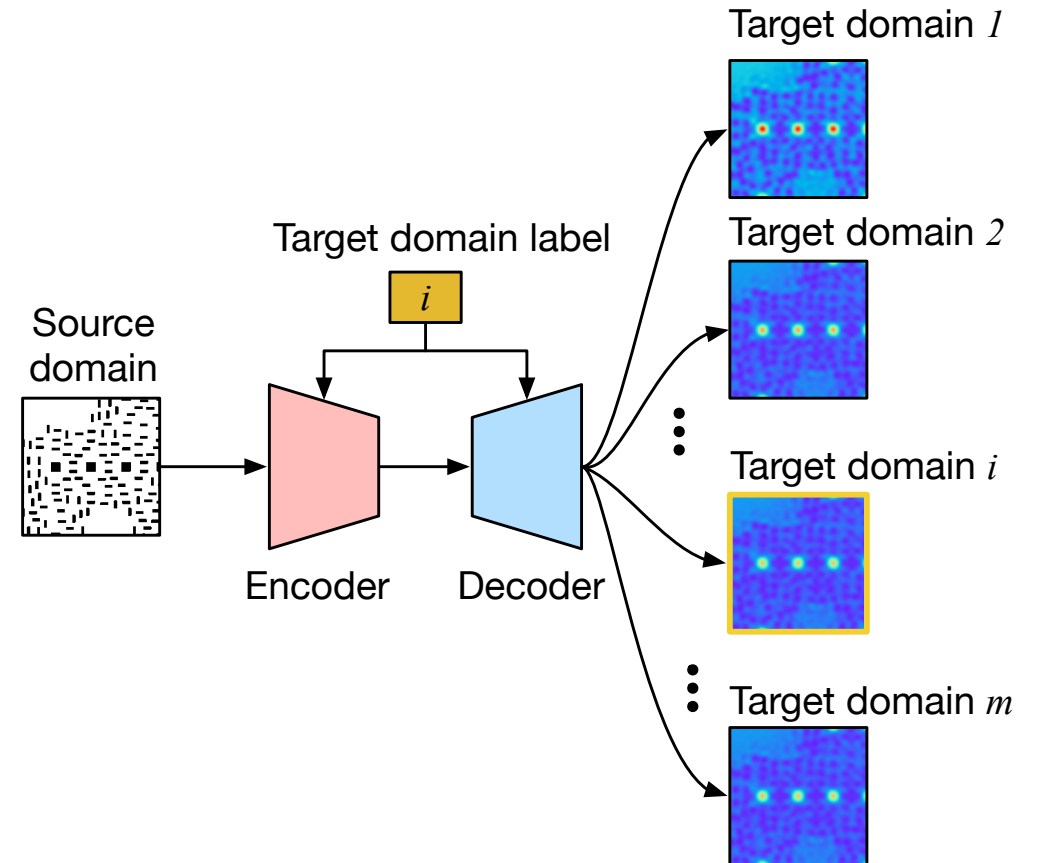 Target domain 1
Target domain 2
Target domain label
i
Source
domain
Target domain i
Encoder
Decoder
Target domain m